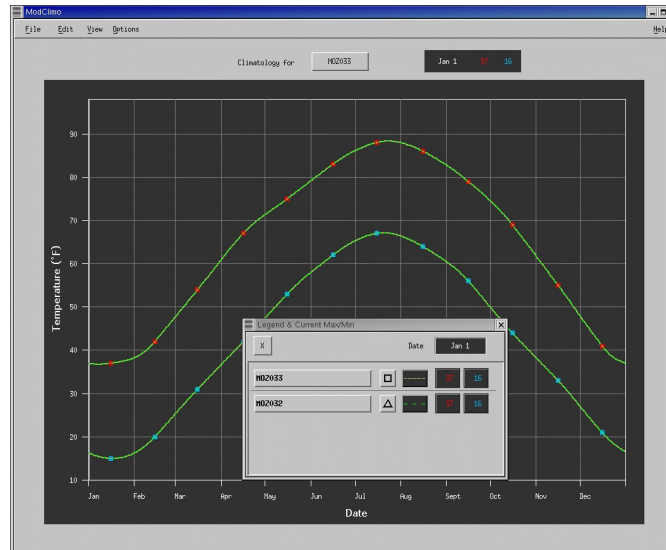 ModClimo
File Edit View Options Help
Climatology for MOZ033 Jan 1 37 16
90
80
70
60
50
40
30
20
10
Temperature (°F)
Legend & Current Max/Min
X Date Jan 1
MOZ033 37 16
MOZ032 37 16
Jan Feb Mar Apr May Jun Jul Aug Sept Oct Nov Dec
Date